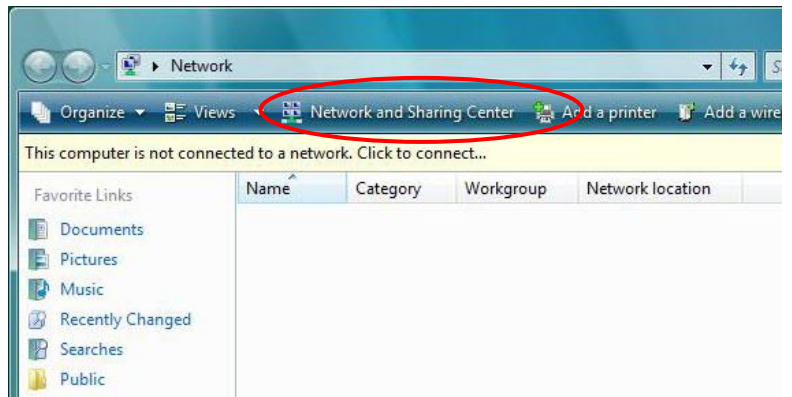 Network
Organize Views Network and Sharing Center Add a printer Add a wire
This computer is not connected to a network. Click to connect...
Favorite Links
Name Category Workgroup Network location
Documents
Pictures
Music
Recently Changed
Searches
Public